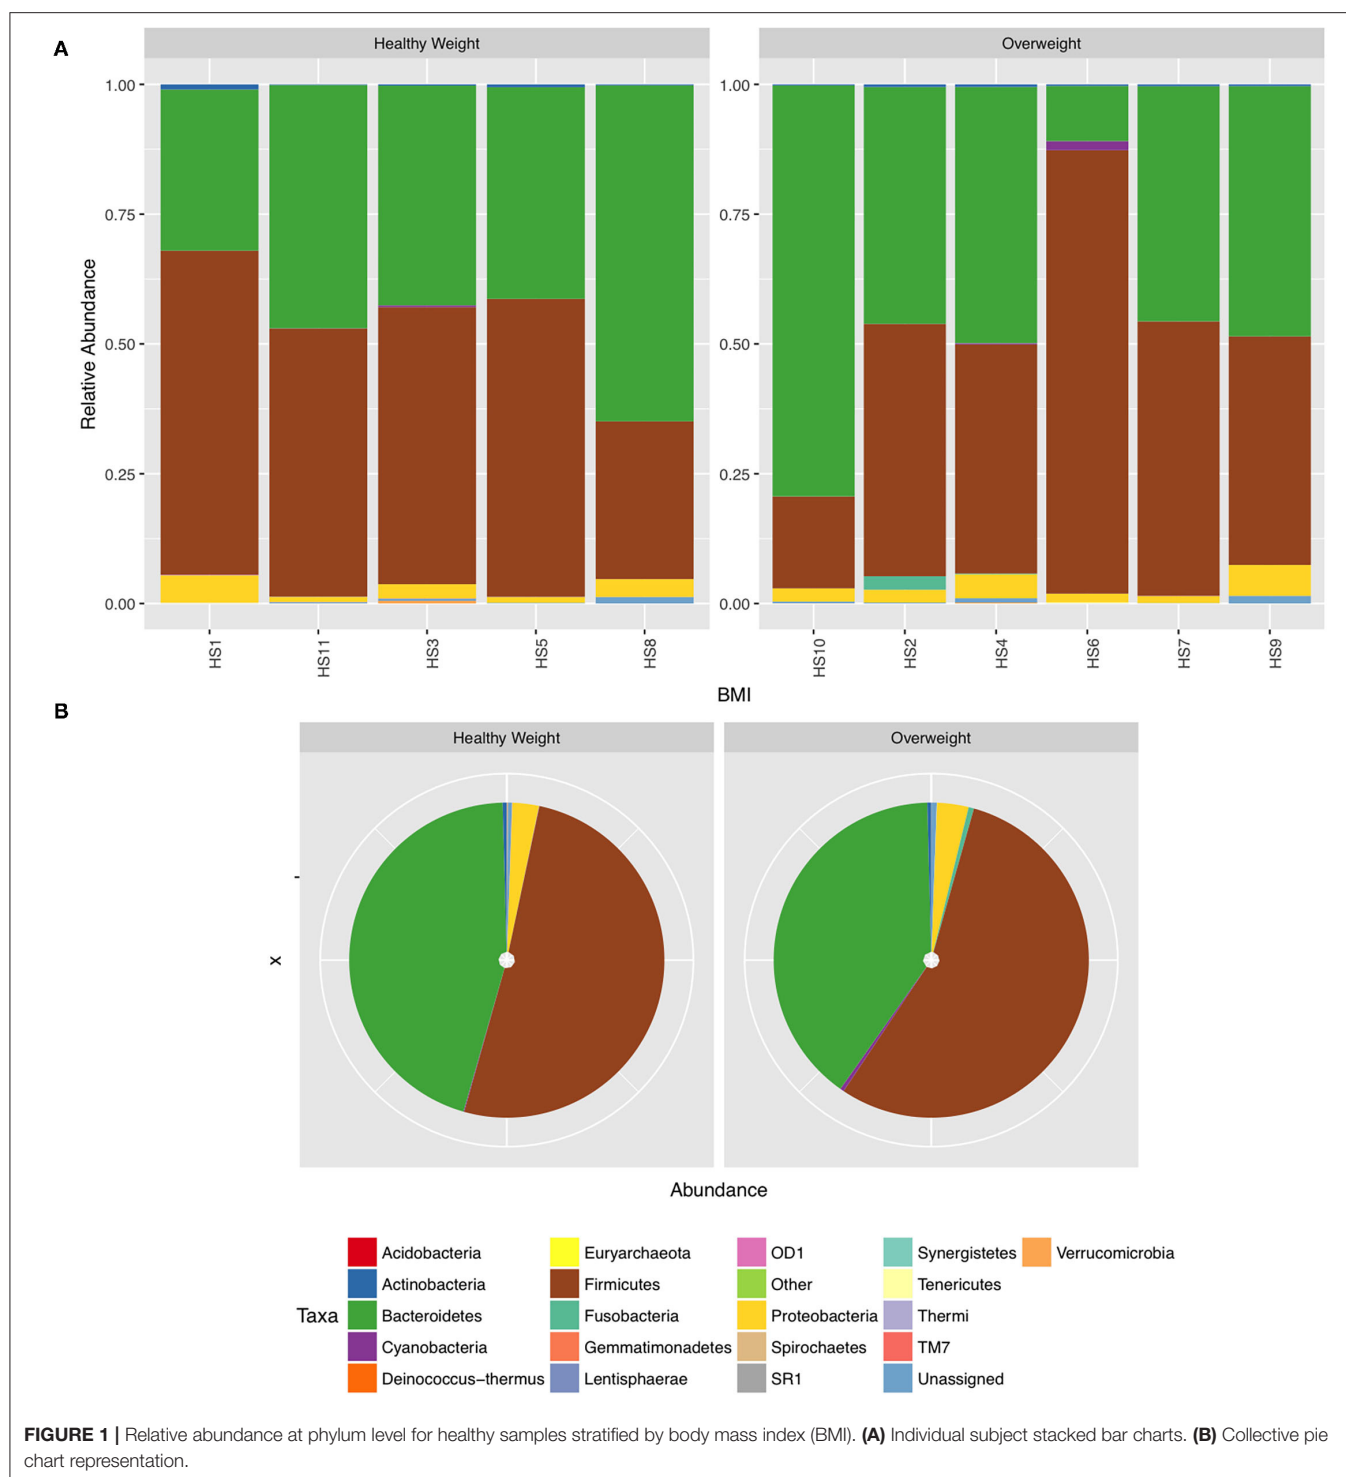 A
Healthy Weight
Overweight
1.00
0.75
0.50
0.25
0.00
1.00
0.75
0.50
0.25
0.00
Relative Abundance
HS1
HS11
HS3
HS5
HS8
HS10
HS2
HS4
HS6
HS7
HS9
BMI
B
Healthy Weight
Overweight
x
Abundance
Taxa
Acidobacteria
Actinobacteria
Bacteroidetes
Cyanobacteria
Deinococcus−thermus
Euryarchaeota
Firmicutes
Fusobacteria
Gemmatimonadetes
Lentisphaerae
OD1
Other
Proteobacteria
Spirochaetes
SR1
Synergistetes
Tenericutes
Thermi
TM7
Unassigned
Verrucomicrobia
FIGURE 1 | Relative abundance at phylum level for healthy samples stratified by body mass index (BMI). (A) Individual subject stacked bar charts. (B) Collective pie
chart representation.